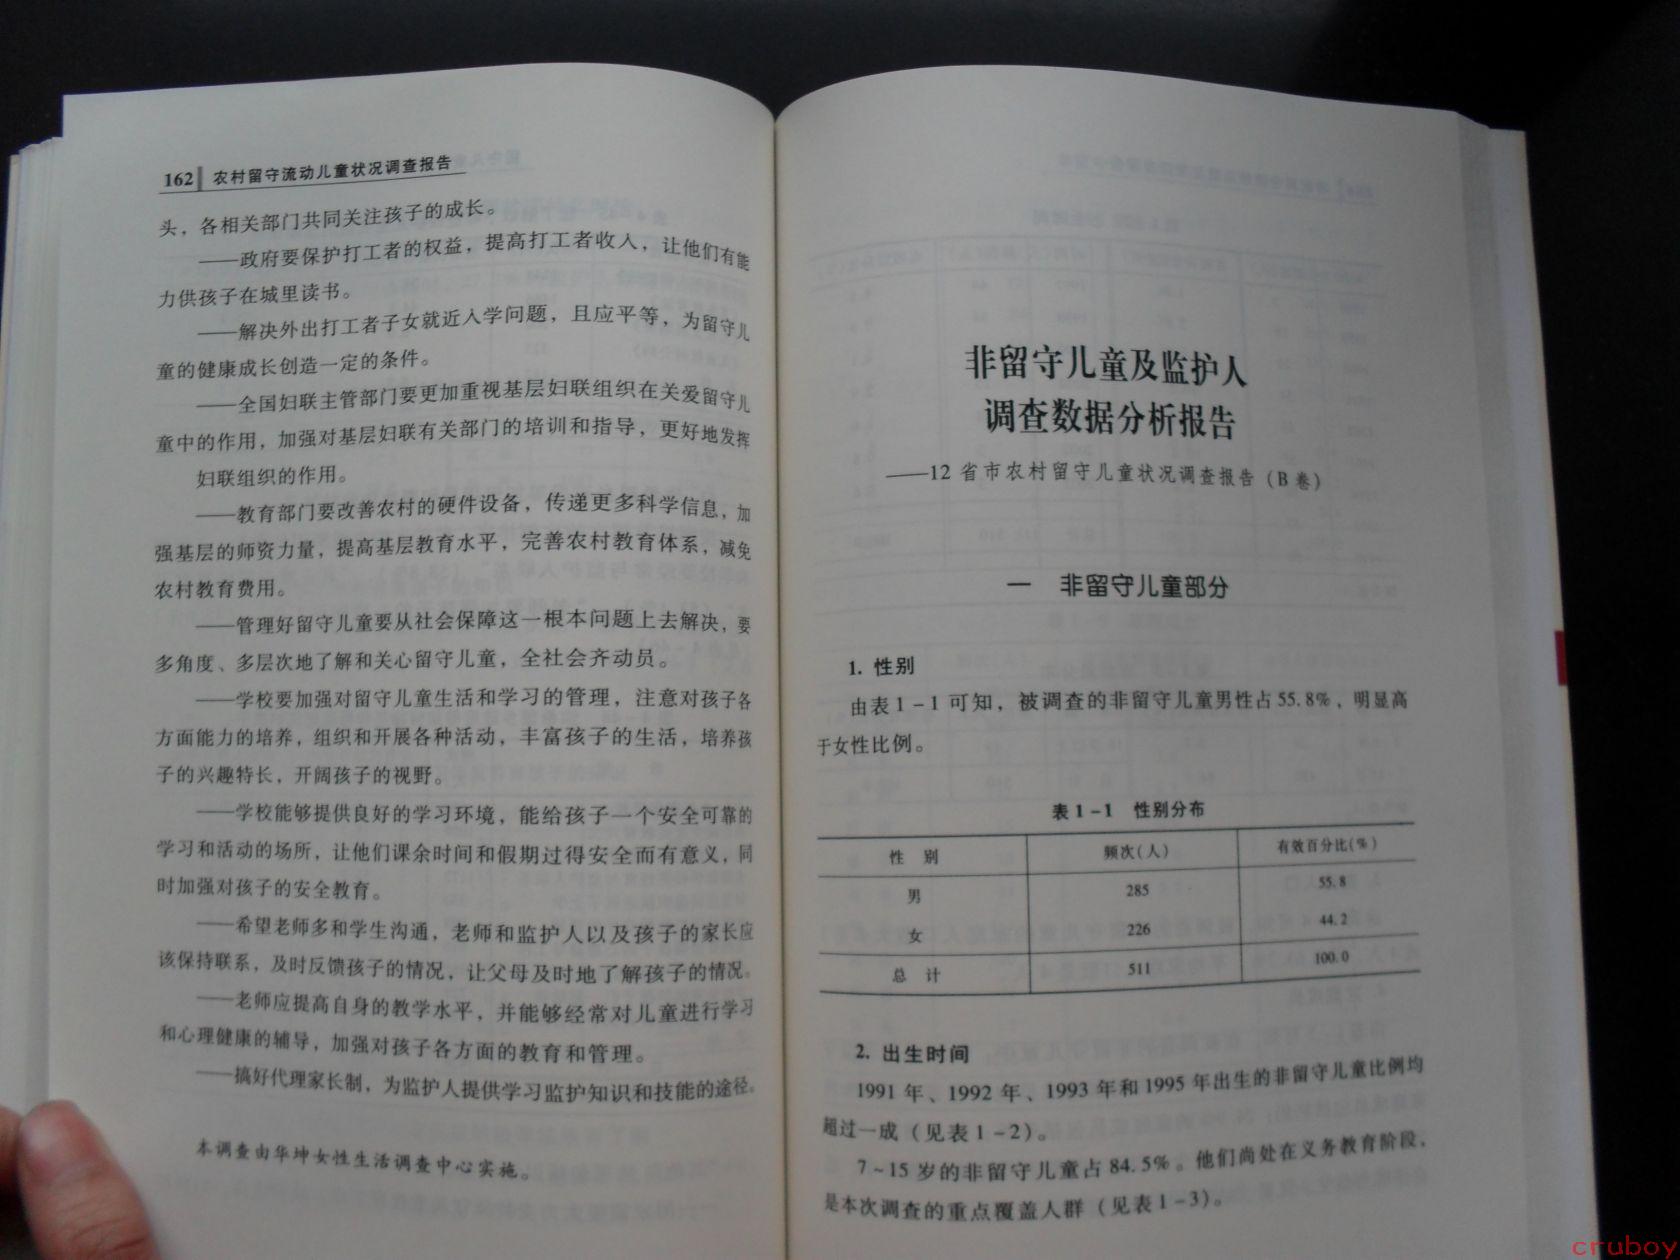 162 农村留守流动儿童状况调查报告
头，各相关部门共同关注孩子的成长。
——政府要保护打工者的权益，提高打工者收入，让他们有能
力供孩子在城里读书。
——解决外出打工者子女就近入学问题，且应平等，为留守儿
童的健康成长创造一定的条件。
——全国妇联主管部门要更加重视基层妇联组织在关爱留守儿
童中的作用，加强对基层妇联有关部门的培训和指导，更好地发挥
妇联组织的作用。
——教育部门要改善农村的硬件设备，传递更多科学信息，加
强基层的师资力量，提高基层教育水平，完善农村教育体系，减免
农村教育费用。
——管理好留守儿童要从社会保障这一根本问题上去解决，要
多角度、多层次地了解和关心留守儿童，全社会齐动员。
——学校要加强对留守儿童生活和学习的管理，注意对孩子各
方面能力的培养，组织和开展各种活动，丰富孩子的生活，培养孩
子的兴趣特长，开阔孩子的视野。
——学校能够提供良好的学习环境，能给孩子一个安全可靠的
学习和活动的场所，让他们课余时间和假期过得安全而有意义，同
时加强对孩子的安全教育。
——希望老师多和学生沟通，老师和监护人以及孩子的家长应
该保持联系，及时反馈孩子的情况，让父母及时地了解孩子的情况。
——老师应提高自身的教学水平，并能够经常对儿童进行学习
和心理健康的辅导，加强对孩子各方面的教育和管理。
——搞好代理家长制，为监护人提供学习监护知识和技能的途径。
本调查由华坤女性生活调查中心实施。
非留守儿童及监护人
调查数据分析报告
——12 省市农村留守儿童状况调查报告（B 卷）
一 非留守儿童部分
1. 性别
由表 1－1 可知，被调查的非留守儿童男性占 55.8%，明显高
于女性比例。
表 1－1 性别分布
性 别 频次（人） 有效百分比（%）
男 285 55.8
女 226 44.2
总 计 511 100.0
2. 出生时间
1991 年、1992 年、1993 年和 1995 年出生的非留守儿童比例均
超过一成（见表 1－2）。
7~15 岁的非留守儿童占 84.5%。他们尚处在义务教育阶段，
是本次调查的重点覆盖人群（见表 1－3）。
cruboy